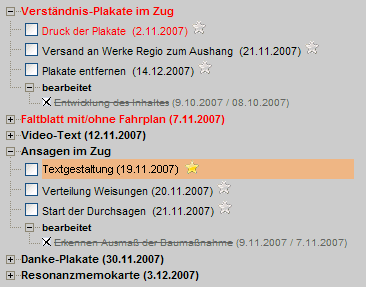 Verständnis-Plakate im Zug
Druck der Plakate (2.11.2007)
Versand an Werke Regio zum Aushang (21.11.2007)
Plakate entfernen (14.12.2007)
bearbeitet
Entwicklung des Inhaltes (9.10.2007 / 08.10.2007)
Faltblatt mit/ohne Fahrplan (7.11.2007)
Video-Text (12.11.2007)
Ansagen im Zug
Textgestaltung (19.11.2007)
Verteilung Weisungen (20.11.2007)
Start der Durchsagen (21.11.2007)
bearbeitet
Erkennen Ausmaß der Baumaßnahme (9.11.2007 / 7.11.2007)
Danke-Plakate (30.11.2007)
Resonanzmemokarte (3.12.2007)